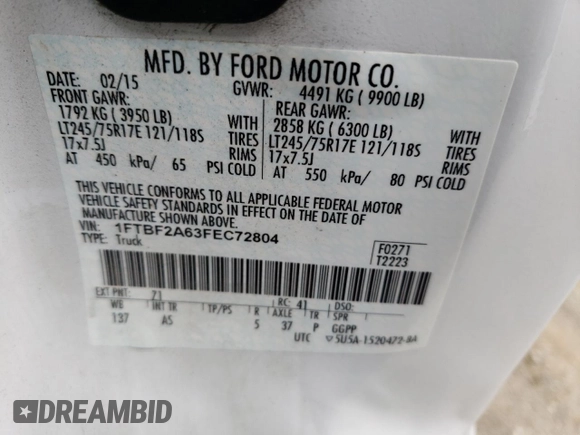 MFD. BY FORD MOTOR CO.
DATE: 02/15 GVWR: 4491 KG ( 9900 LB)
FRONT GAWR: REAR GAWR:
1792 KG ( 3950 LB) WITH 2858 KG ( 6300 LB) WITH
LT245/75R17E 121/118S TIRES LT245/75R17E 121/118S TIRES
17x7.5J RIMS 17x7.5J RIMS
AT 450 kPa/ 65 PSI COLD AT 550 kPa/ 80 PSI COLD
THIS VEHICLE CONFORMS TO ALL APPLICABLE FEDERAL MOTOR
VEHICLE SAFETY STANDARDS IN EFFECT ON THE DATE OF
MANUFACTURE SHOWN ABOVE.
VIN: 1FTBF2A63FEC72804
TYPE: Truck
F0271
T2223
EXT PNT: Z1 RC: 41 DSO:
WB INT TR TP/PS R AXLE TR SPR
137 AS 5 37 P GGPP
UTC 5U5A-1520472-BA
DREAMBID